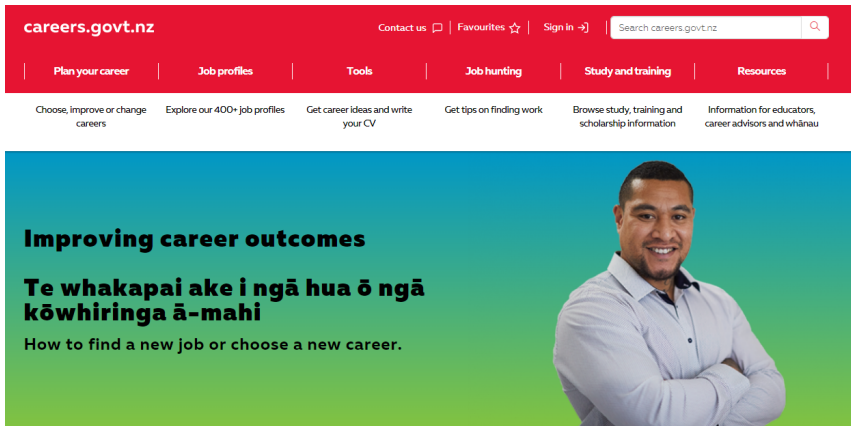 careers.govt.nz
Contact us
Favourites
Sign in
Search careers.govt.nz
Plan your career
Job profiles
Tools
Job hunting
Study and training
Resources
Choose, improve or change
careers
Explore our 400+ job profiles
Get career ideas and write
your CV
Get tips on finding work
Browse study, training and
scholarship information
Information for educators,
career advisors and whānau
Improving career outcomes
Te whakapai ake i ngā hua ō ngā
kōwhiringa ā-mahi
How to find a new job or choose a new career.